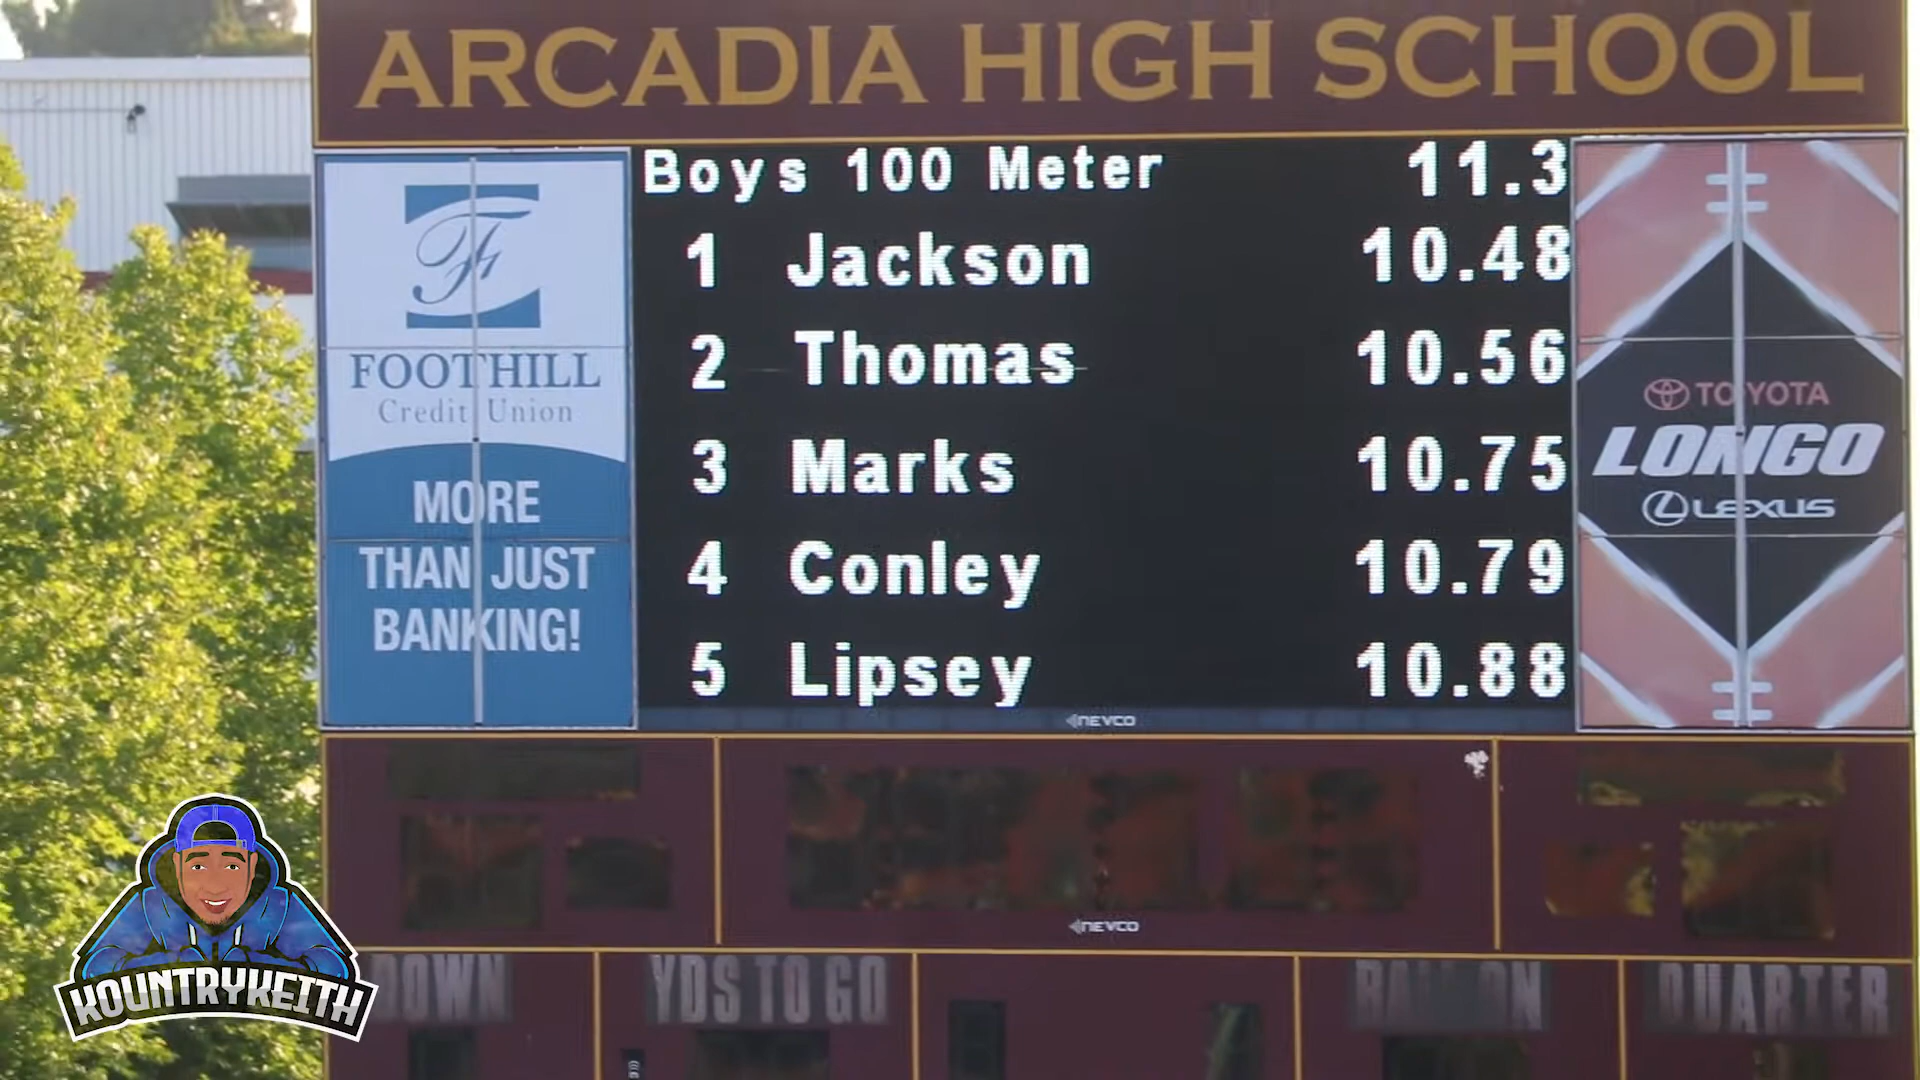 ARCADIA HIGH SCHOOL
Boys 100 Meter 11.3
1 Jackson 10.48
2 Thomas 10.56
3 Marks 10.75
4 Conley 10.79
5 Lipsey 10.88
NEVCO
F
FOOTHILL
Credit Union
MORE
THAN JUST
BANKING!
TOYOTA
LONGO
LEXUS
NEVCO
DOWN YDS TO GO BALL ON QUARTER
KOUNTRYKEITH